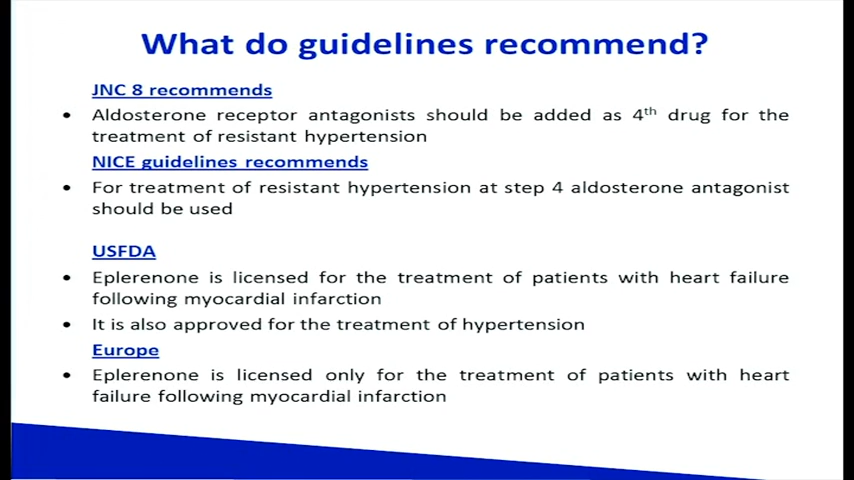 What do guidelines recommend?
JNC 8 recommends
• Aldosterone receptor antagonists should be added as 4th drug for the
treatment of resistant hypertension
NICE guidelines recommends
• For treatment of resistant hypertension at step 4 aldosterone antagonist
should be used
USFDA
• Eplerenone is licensed for the treatment of patients with heart failure
following myocardial infarction
• It is also approved for the treatment of hypertension
Europe
• Eplerenone is licensed only for the treatment of patients with heart
failure following myocardial infarction